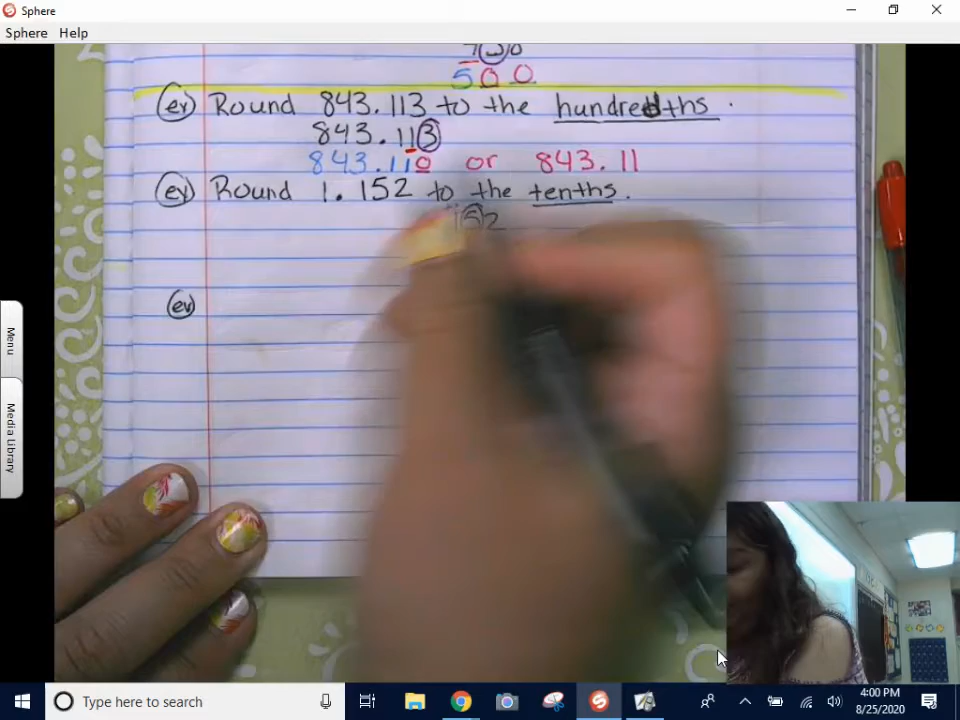 Sphere
Sphere Help
500
ex Round 843.113 to the hundredths.
843.113
843.110 or 843.11
ex Round 1.152 to the tenths.
152
ex
Menu
Media Library
Type here to search
4:00 PM
8/25/2020